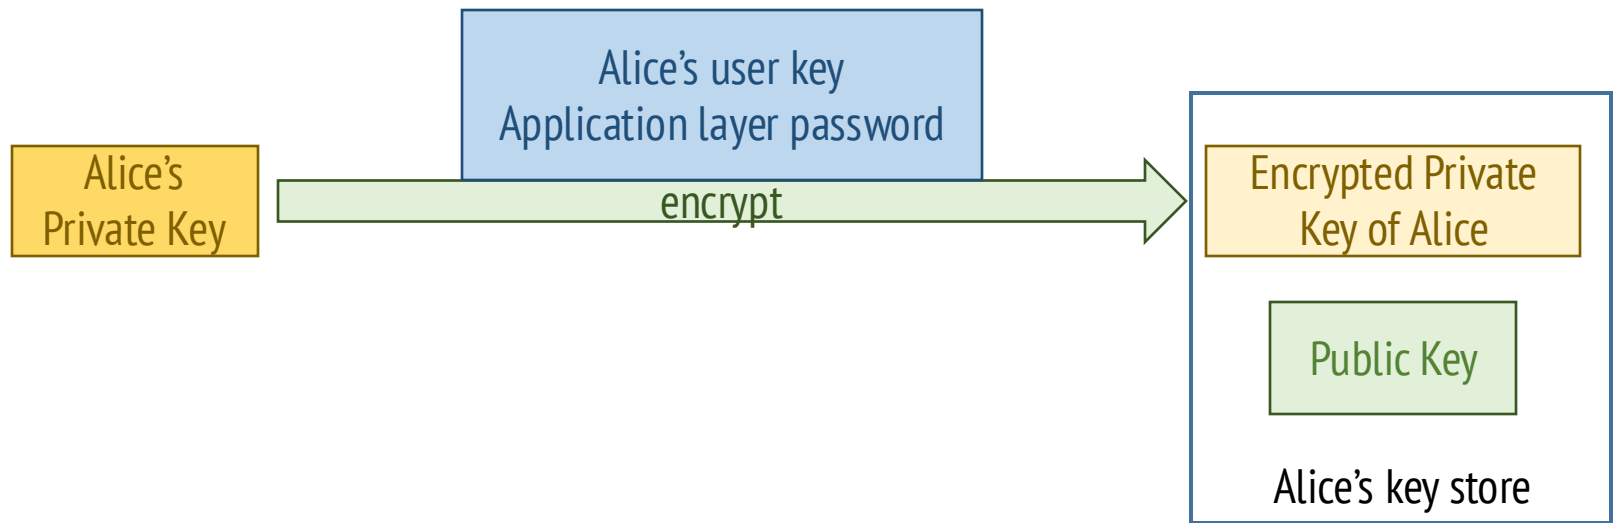 Alice’s user key
Application layer password
Alice’s
Private Key
encrypt
Encrypted Private
Key of Alice
Public Key
Alice’s key store